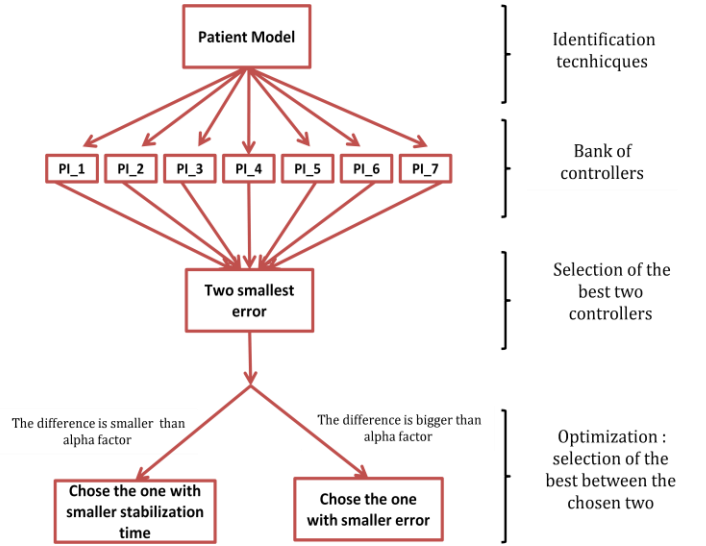 Patient Model
Identification
tecnhicques
PI_1 PI_2 PI_3 PI_4 PI_5 PI_6 PI_7
Bank of
controllers
Two smallest
error
Selection of the
best two
controllers
The difference is smaller than
alpha factor
The difference is bigger than
alpha factor
Chose the one with
smaller stabilization
time
Chose the one
with smaller error
Optimization :
selection of the
best between the
chosen two